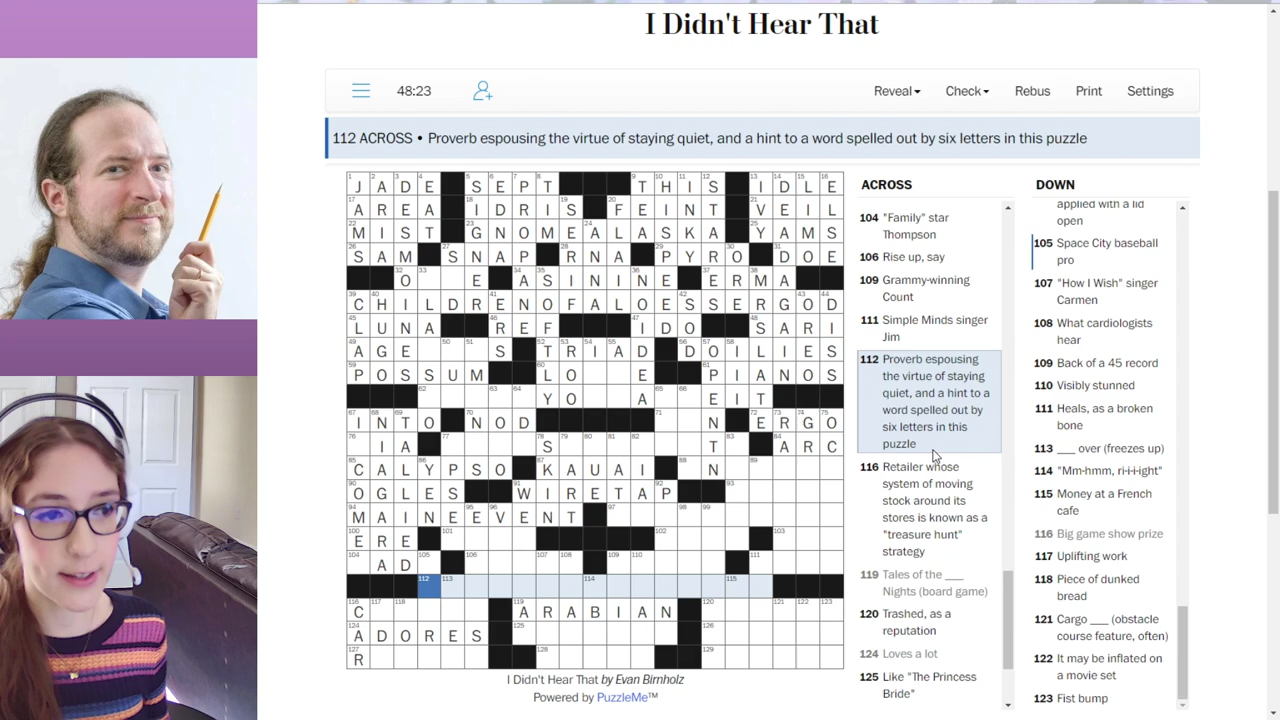 I Didn't Hear That
48:23
Reveal
Check
Rebus
Print
Settings
112 ACROSS • Proverb espousing the virtue of staying quiet, and a hint to a word spelled out by six letters in this puzzle
J A D E S E P T T H I S I D L E
A R E A I D R I S F E I N T V E I L
M I S T G N O M E A L A S K A Y A M S
S A M S N A P R N A P Y R O D O E
O E A S I N I N E E R M A
C H I L D R E N O F A L O E S S E R G O D
L U N A R E F I D O S A R I
A G E S T R I A D D O I L I E S
P O S S U M L O E P I A N O S
Y O A E I T
I N T O N O D N E R G O
I A S T A R C
C A L Y P S O K A U A I N
O G L E S W I R E T A P
M A I N E E V E N T
E R E
A D
C A R A B I A N
A D O R E S
R
I Didn't Hear That by Evan Birnholz
Powered by PuzzleMe™
ACROSS
104 "Family" star
Thompson
106 Rise up, say
109 Grammy-winning
Count
111 Simple Minds singer
Jim
112 Proverb espousing
the virtue of staying
quiet, and a hint to a
word spelled out by
six letters in this
puzzle
116 Retailer whose
system of moving
stock around its
stores is known as a
"treasure hunt"
strategy
119 Tales of the ___
Nights (board game)
120 Trashed, as a
reputation
124 Loves a lot
125 Like "The Princess
Bride"
DOWN
applied with a lid
open
105 Space City baseball
pro
107 "How I Wish" singer
Carmen
108 What cardiologists
hear
109 Back of a 45 record
110 Visibly stunned
111 Heals, as a broken
bone
113 ___ over (freezes up)
114 "Mm-hmm, ri-i-i-ight"
115 Money at a French
cafe
116 Big game show prize
117 Uplifting work
118 Piece of dunked
bread
121 Cargo ___ (obstacle
course feature, often)
122 It may be inflated on
a movie set
123 Fist bump